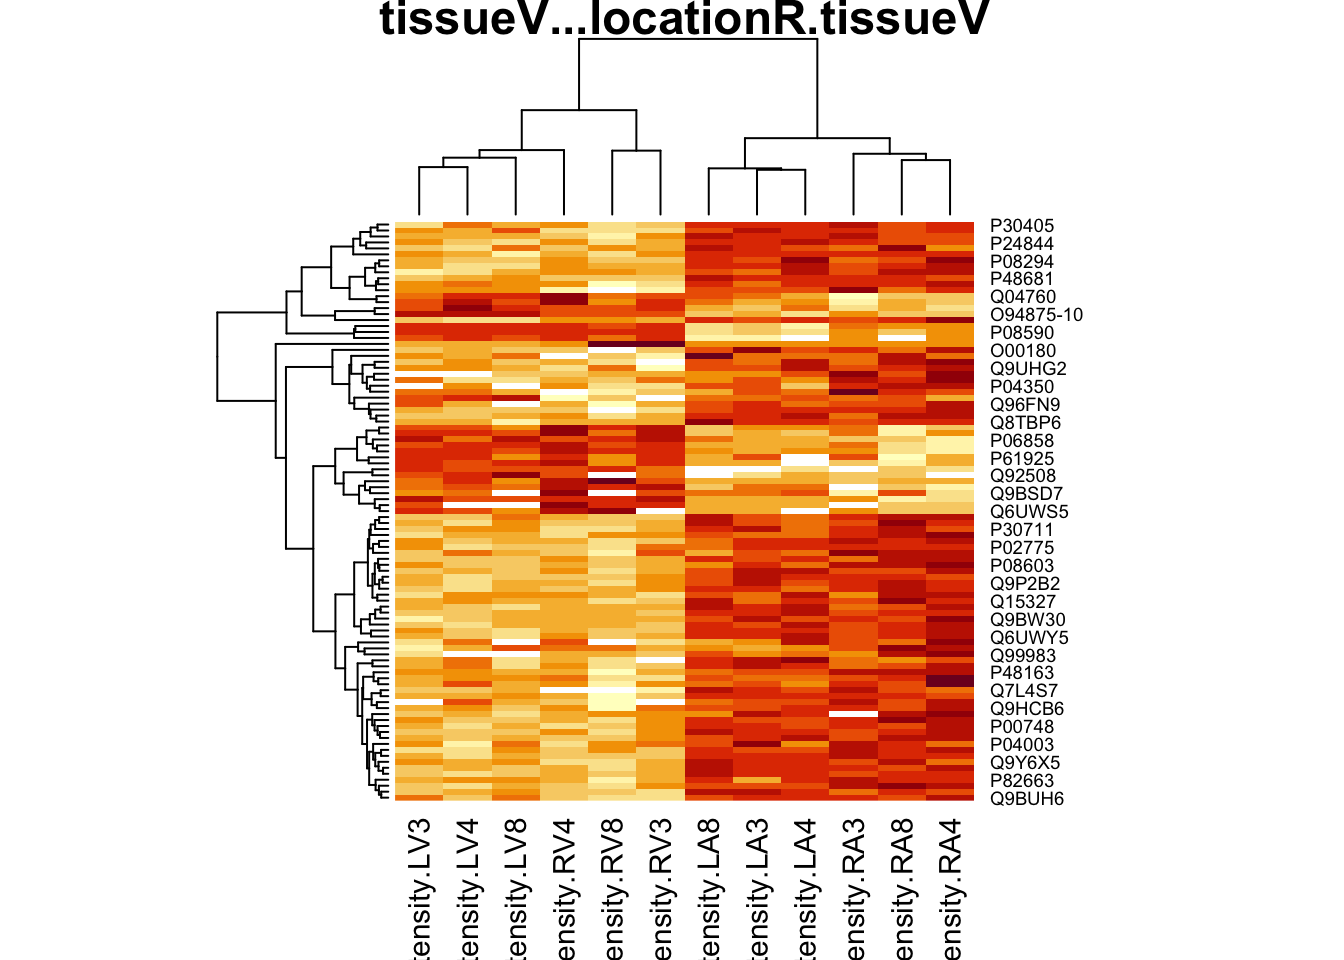 tissueV...locationR.tissueV
P30405
P24844
P08294
P48681
Q04760
O94875-10
P08590
O00180
Q9UHG2
P04350
Q96FN9
Q8TBP6
P06858
P61925
Q92508
Q9BSD7
Q6UWS5
P30711
P02775
P08603
Q9P2B2
Q15327
Q9BW30
Q6UWY5
Q99983
P48163
Q7L4S7
Q9HCB6
P00748
P04003
Q9Y6X5
P82663
Q9BUH6
tensity.LV3
tensity.LV4
tensity.LV8
ensity.RV4
ensity.RV8
ensity.RV3
tensity.LA8
tensity.LA3
tensity.LA4
ensity.RA3
ensity.RA8
ensity.RA4